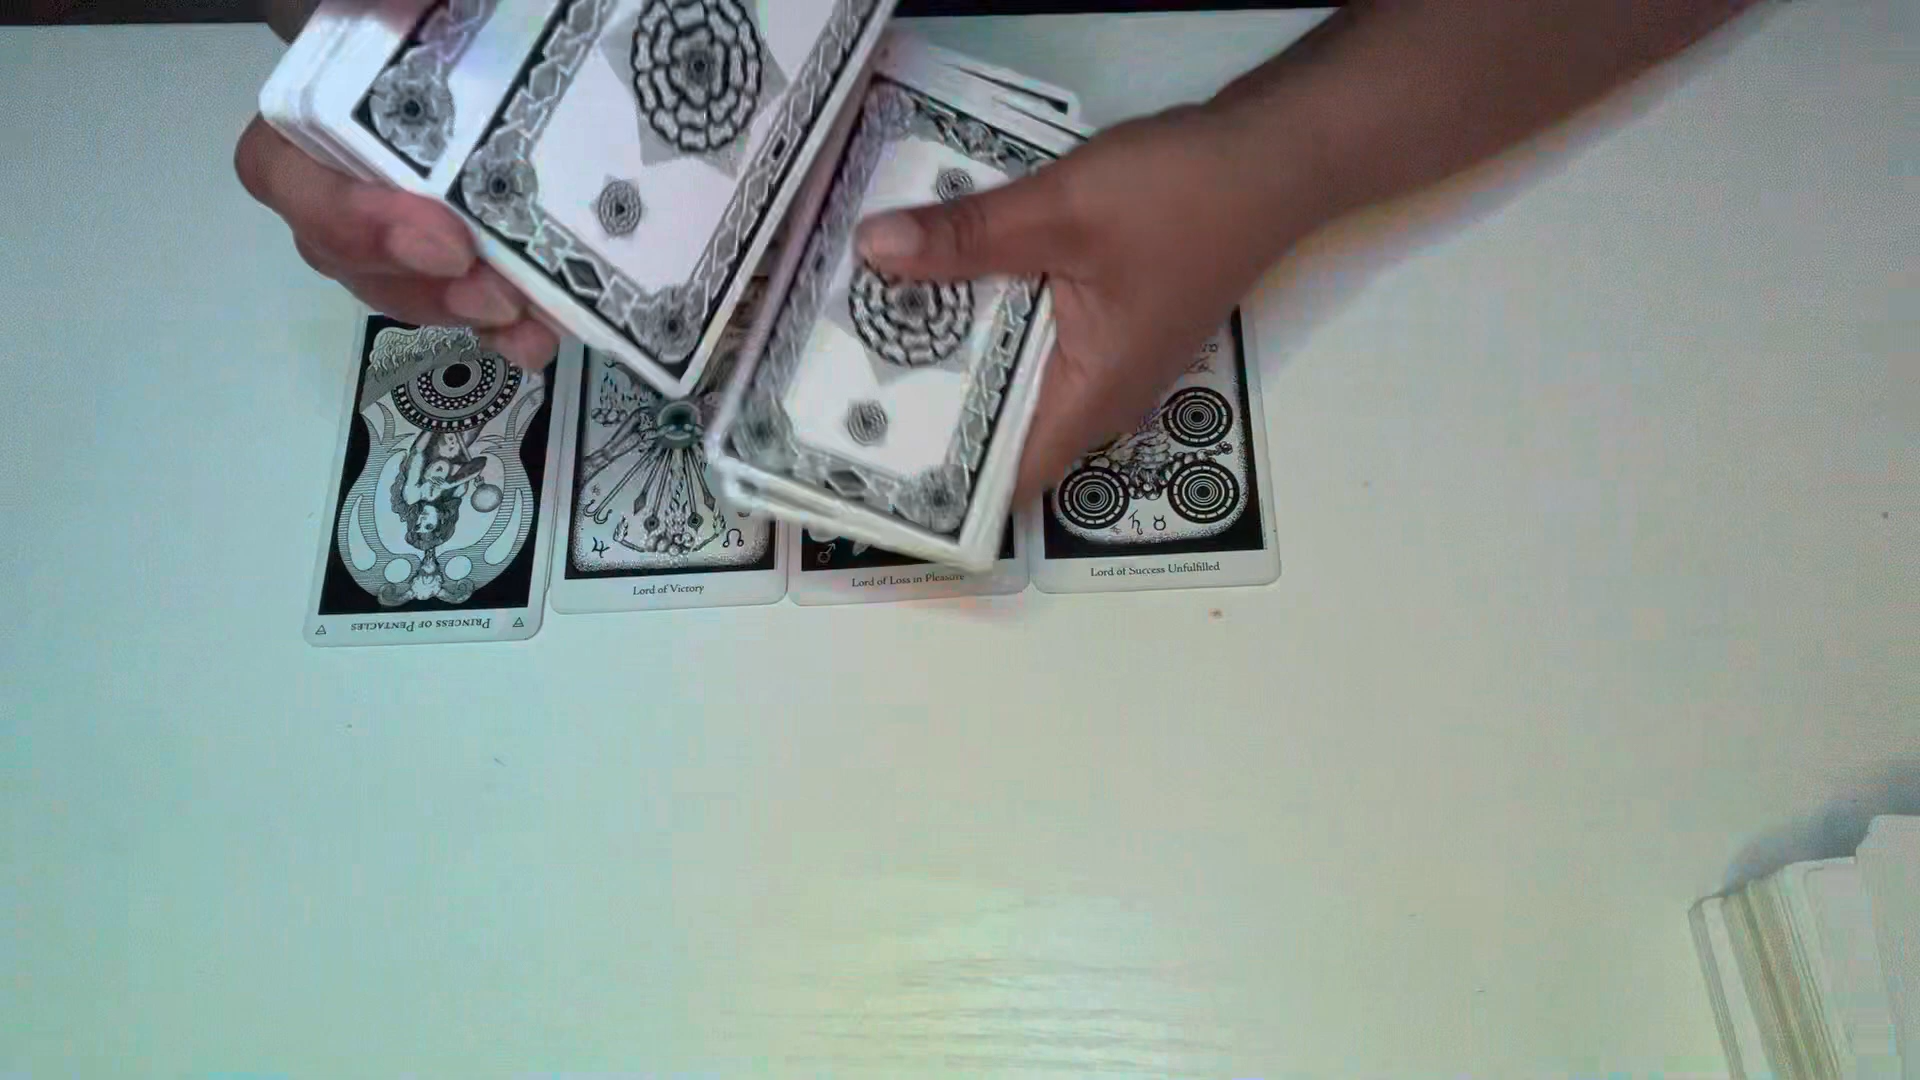 PRINCESS OF PENTACLES
Lord of Victory
Lord of Loss in Pleasure
Lord of Success Unfulfilled